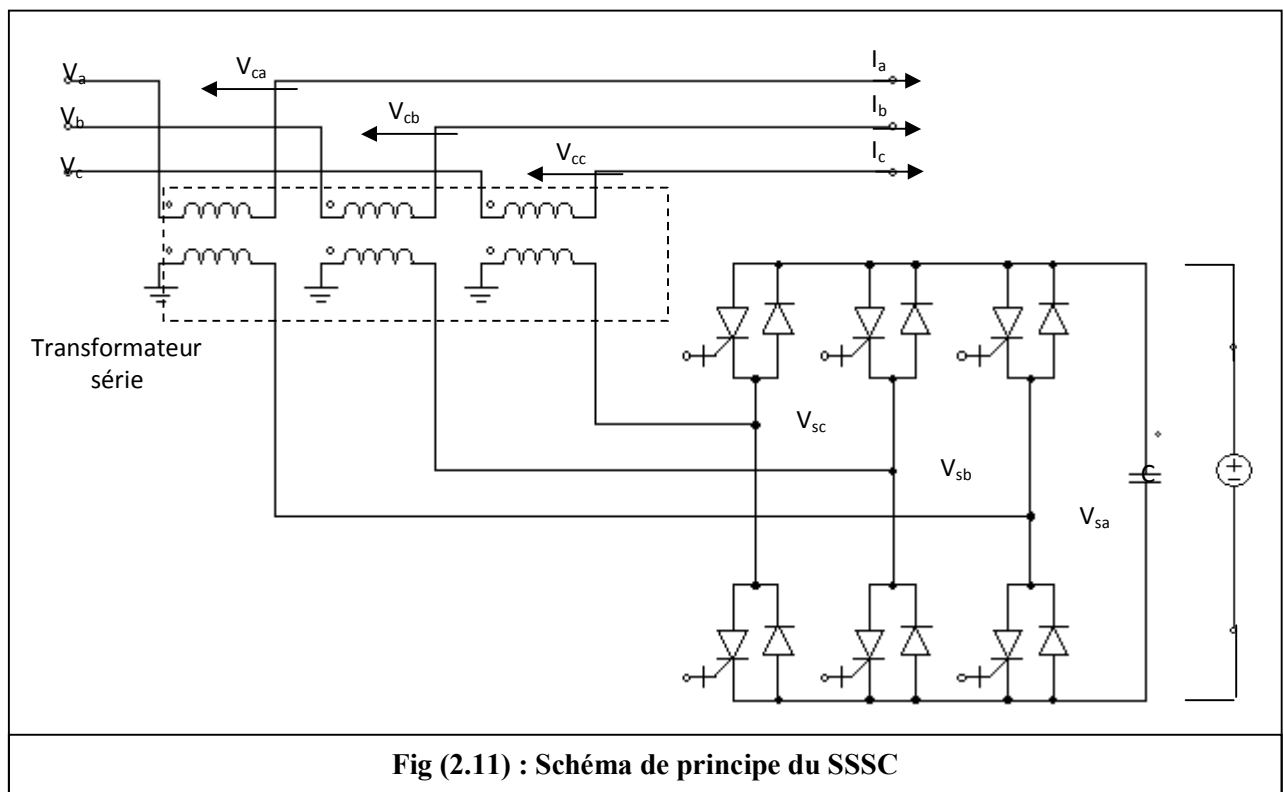 Va
Vca
Ia
Vcb
Ib
Vb
Vcc
Ic
Vc
Transformateur
série
Vsc
Vsb
C
Vsa
Fig (2.11) : Schéma de principe du SSSC